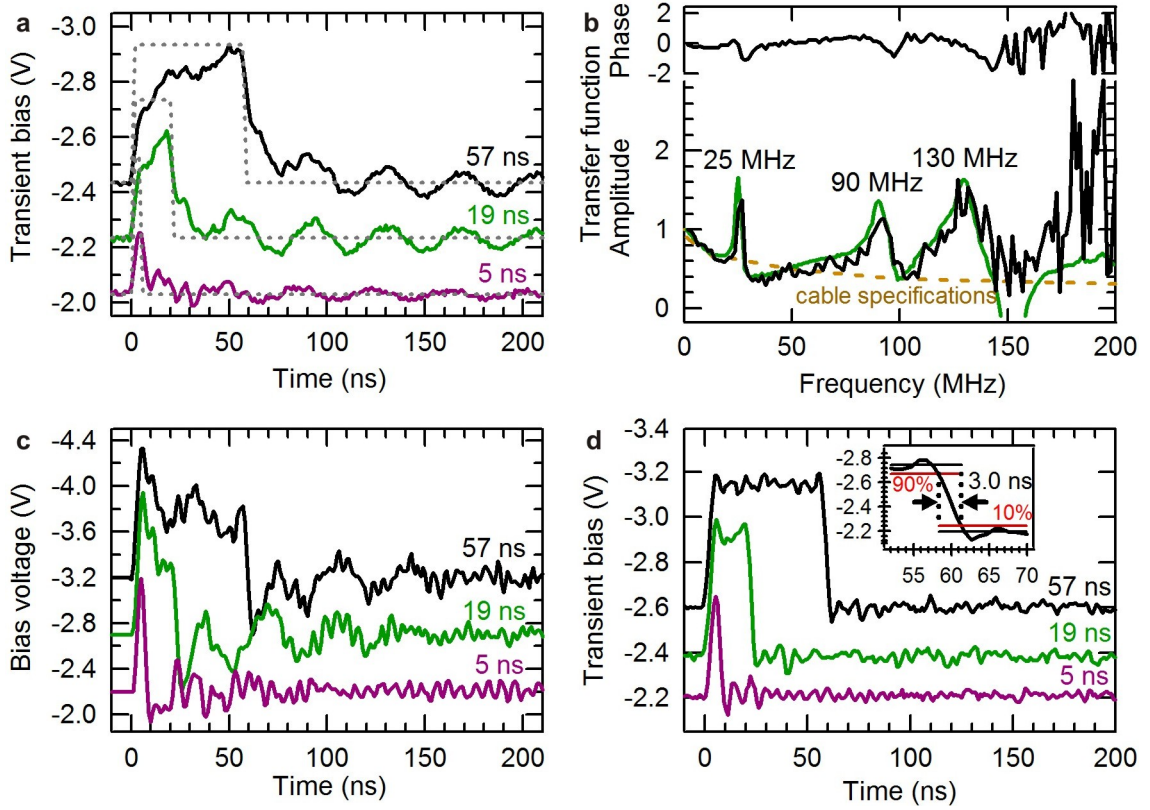 a
-3.0
-2.8
-2.6
-2.4
-2.2
-2.0
Transient bias (V)
57 ns
19 ns
5 ns
0 50 100 150 200
Time (ns)
b
2
0
-2
Phase
2
1
0
Transfer function
Amplitude
25 MHz
90 MHz
130 MHz
cable specifications
0 50 100 150 200
Frequency (MHz)
c
-4.4
-4.0
-3.6
-3.2
-2.8
-2.4
-2.0
Bias voltage (V)
57 ns
19 ns
5 ns
0 50 100 150 200
Time (ns)
d
-3.4
-3.2
-3.0
-2.8
-2.6
-2.4
-2.2
Transient bias (V)
-2.8
-2.6
-2.4
-2.2
90%
3.0 ns
10%
55 60 65 70
57 ns
19 ns
5 ns
0 50 100 150 200
Time (ns)